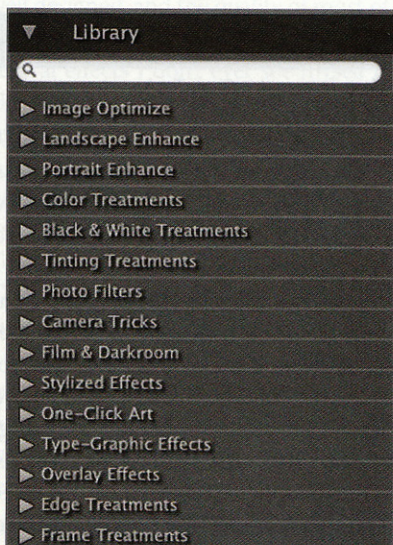 Library
Image Optimize
Landscape Enhance
Portrait Enhance
Color Treatments
Black & White Treatments
Tinting Treatments
Photo Filters
Camera Tricks
Film & Darkroom
Stylized Effects
One-Click Art
Type-Graphic Effects
Overlay Effects
Edge Treatments
Frame Treatments